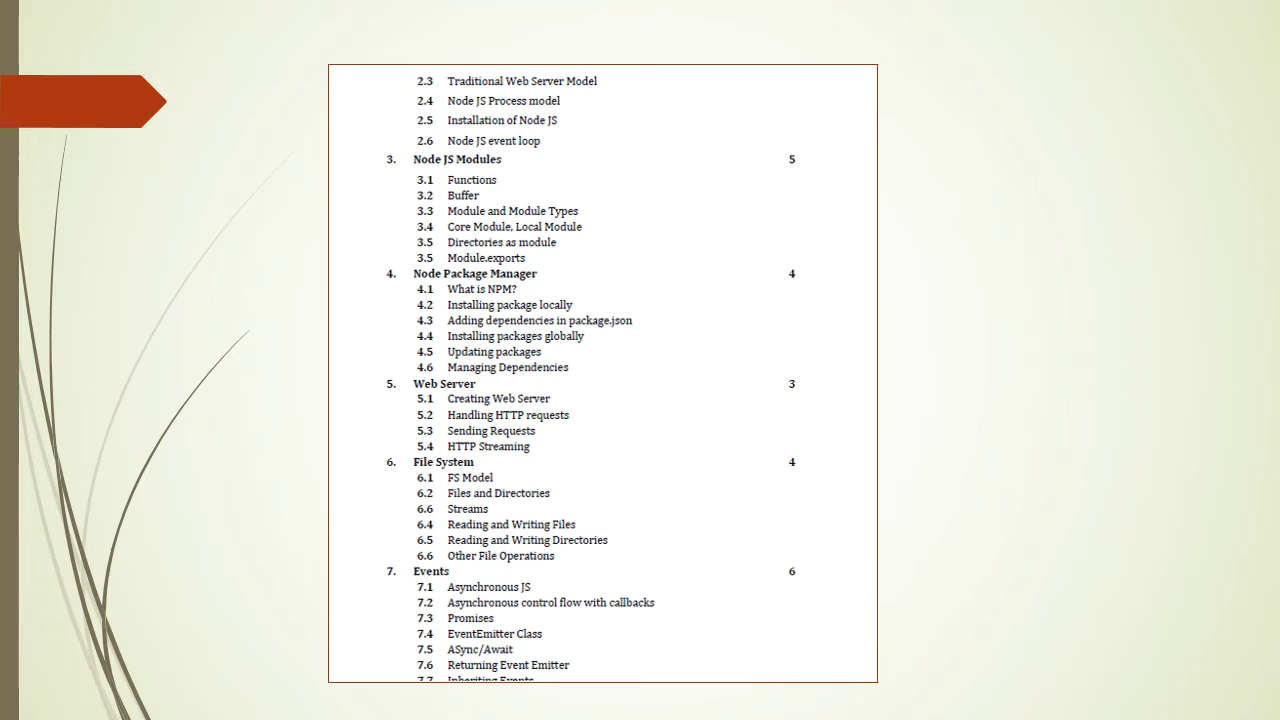 2.3 Traditional Web Server Model
2.4 Node JS Process model
2.5 Installation of Node JS
2.6 Node JS event loop
3. Node JS Modules 5
3.1 Functions
3.2 Buffer
3.3 Module and Module Types
3.4 Core Module, Local Module
3.5 Directories as module
3.5 Module.exports
4. Node Package Manager 4
4.1 What is NPM?
4.2 Installing package locally
4.3 Adding dependencies in package.json
4.4 Installing packages globally
4.5 Updating packages
4.6 Managing Dependencies
5. Web Server 3
5.1 Creating Web Server
5.2 Handling HTTP requests
5.3 Sending Requests
5.4 HTTP Streaming
6. File System 4
6.1 FS Model
6.2 Files and Directories
6.6 Streams
6.4 Reading and Writing Files
6.5 Reading and Writing Directories
6.6 Other File Operations
7. Events 6
7.1 Asynchronous JS
7.2 Asynchronous control flow with callbacks
7.3 Promises
7.4 EventEmitter Class
7.5 ASync/Await
7.6 Returning Event Emitter
7.7 Inheriting Events